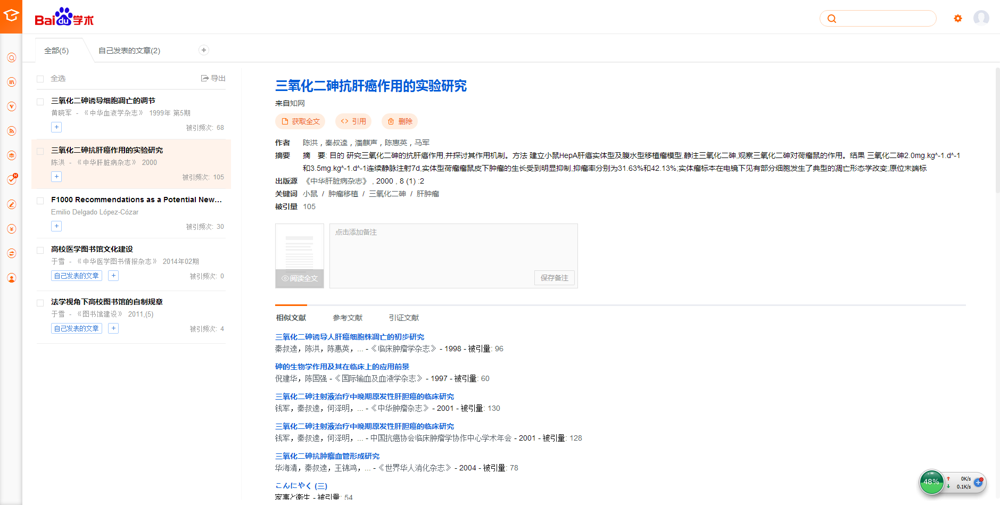 Baidu学术
全部(5)
自己发表的文章(2)
+
全选
导出
三氧化二砷诱导细胞凋亡的调节
黄晓军 - 《中华血液学杂志》 1999年 第5期
+
被引频次: 68
三氧化二砷抗肝癌作用的实验研究
陈洪 - 《中华肝脏病杂志》 2000
+
被引频次: 105
F1000 Recommendations as a Potential New...
Emilio Delgado López-Cózar
+
被引频次: 30
高校医学图书馆文化建设
于雪 - 《中华医学图书情报杂志》 2014年02期
自己发表的文章 +
被引频次: 0
法学视角下高校图书馆的自制规章
于雪 - 《图书馆建设》 2011,(5)
自己发表的文章 +
被引频次: 4
三氧化二砷抗肝癌作用的实验研究
来自知网
获取全文
<> 引用
删除
作者 陈洪 , 秦叔逵 , 潘麒声 , 陈惠英 , 马军
摘要 摘 要: 目的 研究三氧化二砷的抗肝癌作用,并探讨其作用机制。方法 建立小鼠HepA肝癌实体型及腹水型移植瘤模型,静注三氧化二砷,观察三氧化二砷对荷瘤鼠的作用。结果 三氧化二砷2.0mg.kg^-1.d^-1
和3.5mg.kg^-1.d^-1连续静脉注射7d,实体型荷瘤瘤鼠皮下肿瘤的生长受到明显抑制,抑瘤率分别为31.63%和42.13%;实体瘤标本在电镜下见有部分细胞发生了典型的凋亡形态学改变;原位末端标
出版源 《中华肝脏病杂志》 , 2000 , 8 (1) :2
关键词 小鼠 / 肿瘤移植 / 三氧化二砷 / 肝肿瘤
被引量 105
阅读全文
点击添加备注
保存备注
相似文献
参考文献
引证文献
三氧化二砷诱导人肝癌细胞株凋亡的初步研究
秦叔逵，陈洪，陈惠英，... - 《临床肿瘤学杂志》 - 1998 - 被引量: 96
砷的生物学作用及其在临床上的应用前景
倪建华，陈国强 - 《国际输血及血液学杂志》 - 1997 - 被引量: 60
三氧化二砷注射液治疗中晚期原发性肝胆癌的临床研究
钱军，秦叔逵，何泽明，... - 《中华肿瘤杂志》 - 2001 - 被引量: 130
三氧化二砷注射液治疗中晚期原发性肝胆癌的临床研究
钱军，秦叔逵，何泽明，... - 中国抗癌协会临床肿瘤学协作中心学术年会 - 2001 - 被引量: 128
三氧化二砷抗肿瘤血管形成研究
华海清，秦叔逵，王锦鸿，... - 《世界华人消化杂志》 - 2004 - 被引量: 78
こんにやく (三)
家事と衛生 - 被引量: 54
48%
0K/s
0.1K/s